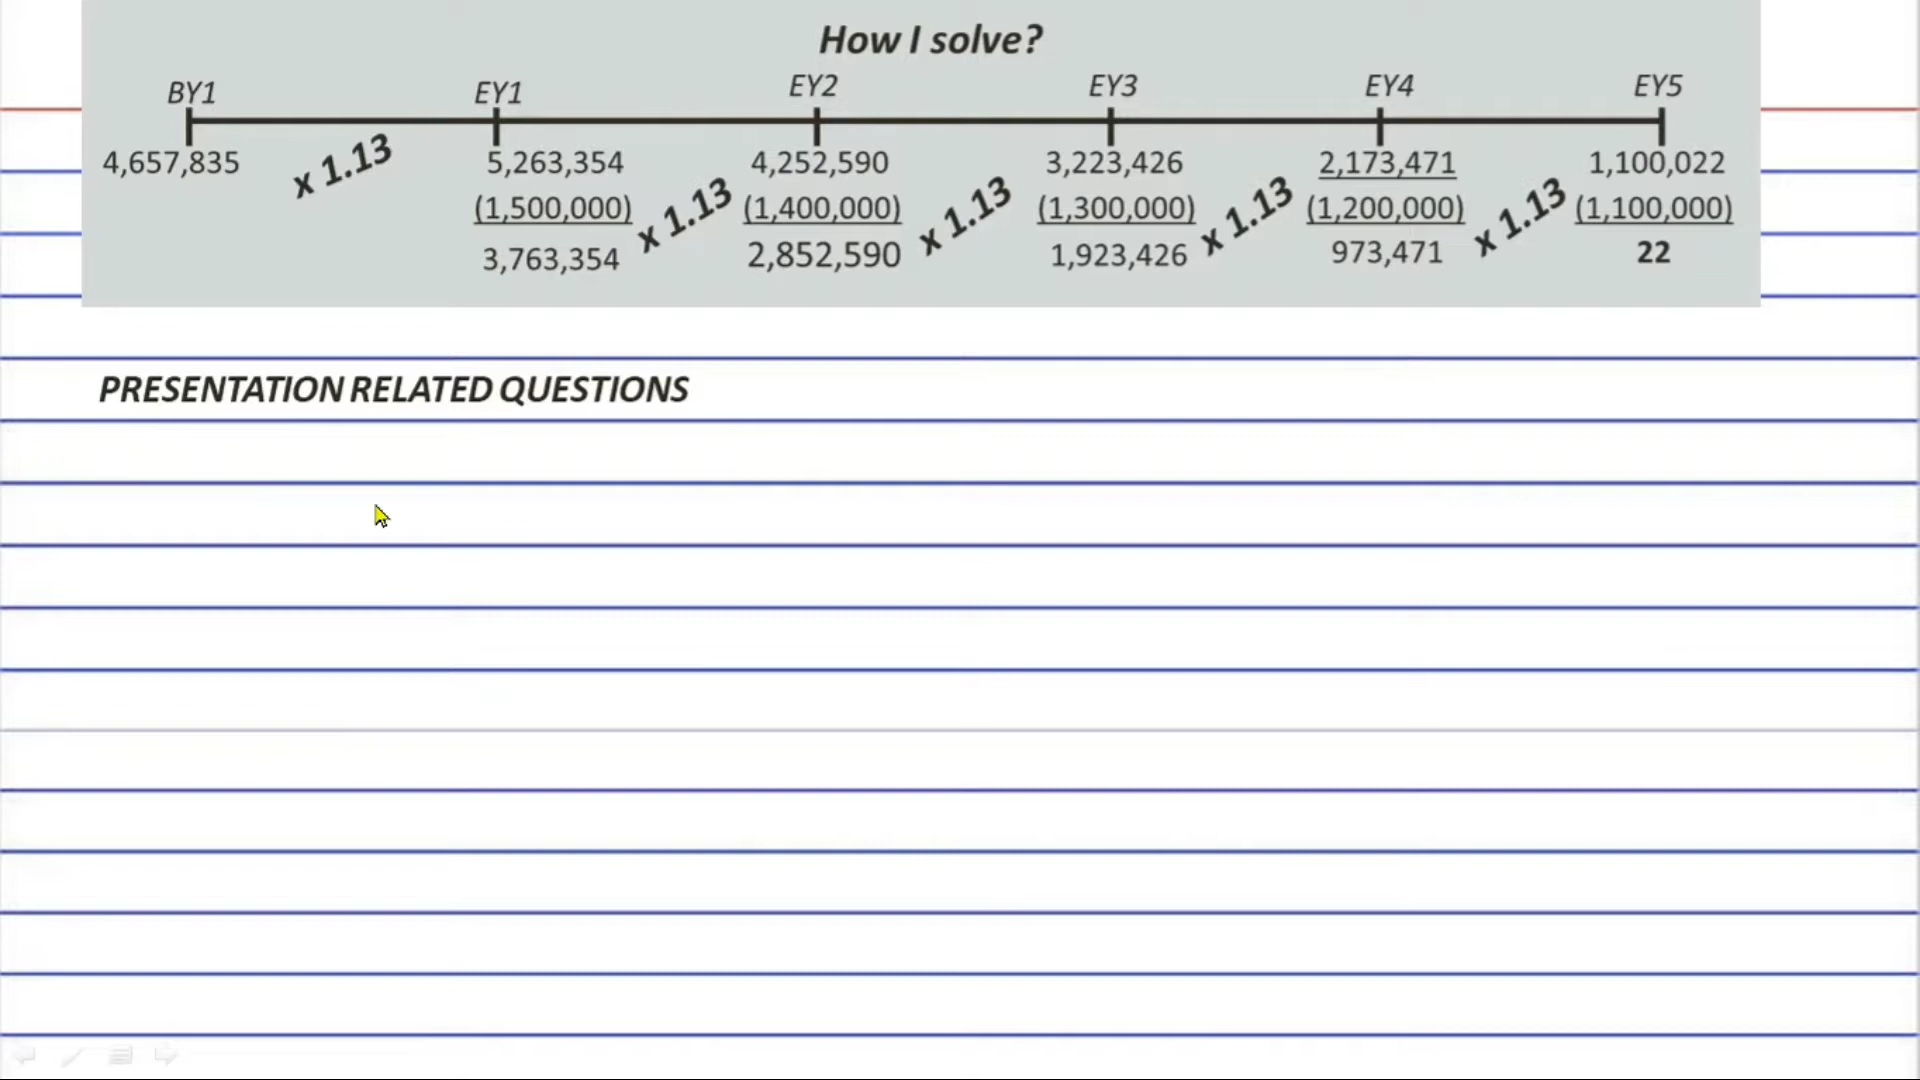 How I solve?
BY1 EY1 EY2 EY3 EY4 EY5
4,657,835 x 1.13 5,263,354 4,252,590 3,223,426 2,173,471 1,100,022
(1,500,000) x 1.13 (1,400,000) x 1.13 (1,300,000) x 1.13 (1,200,000) x 1.13 (1,100,000)
3,763,354 2,852,590 1,923,426 973,471 22
PRESENTATION RELATED QUESTIONS